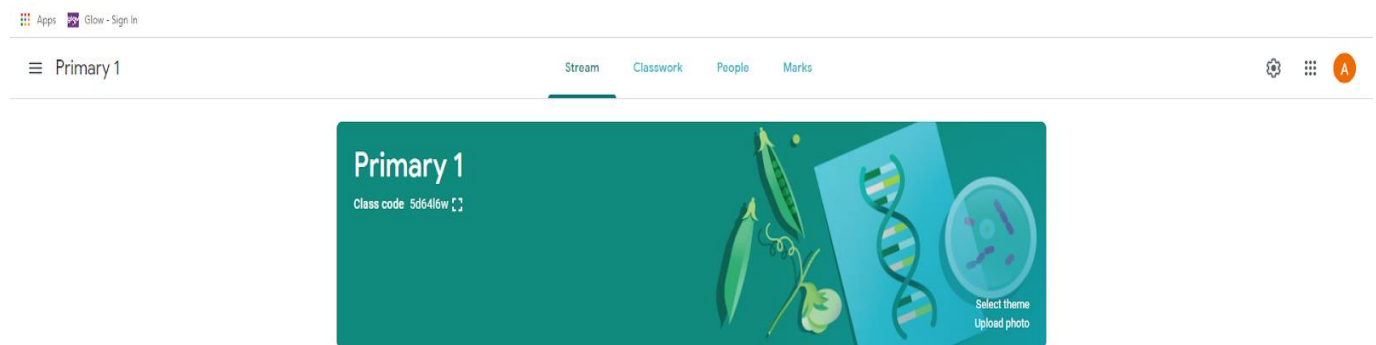 Apps glow Glow - Sign In
Primary 1 Stream Classwork People Marks A
Primary 1
Class code 5d64l6w
Select theme
Upload photo